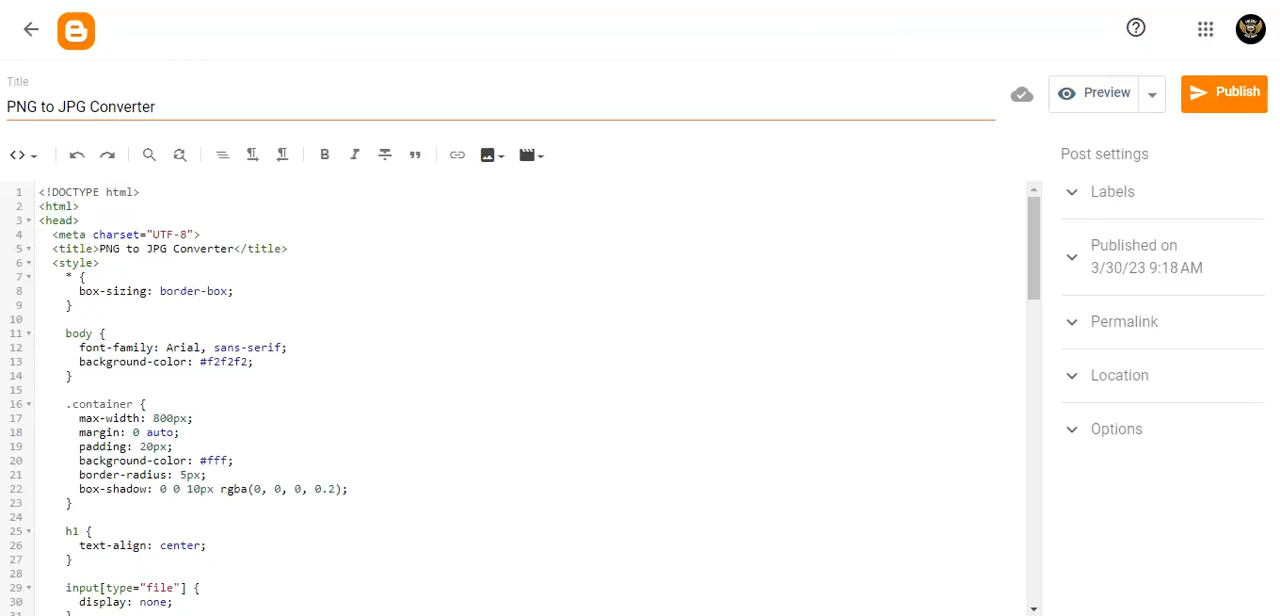 Title
PNG to JPG Converter
Preview
Publish
Post settings
Labels
Published on
3/30/23 9:18 AM
Permalink
Location
Options
1 <!DOCTYPE html>
2 <html>
3 <head>
4 <meta charset="UTF-8">
5 <title>PNG to JPG Converter</title>
6 <style>
7 * {
8 box-sizing: border-box;
9 }
10
11 body {
12 font-family: Arial, sans-serif;
13 background-color: #f2f2f2;
14 }
15
16 .container {
17 max-width: 800px;
18 margin: 0 auto;
19 padding: 20px;
20 background-color: #fff;
21 border-radius: 5px;
22 box-shadow: 0 0 10px rgba(0, 0, 0, 0.2);
23 }
24
25 h1 {
26 text-align: center;
27 }
28
29 input[type="file"] {
30 display: none;
31 }